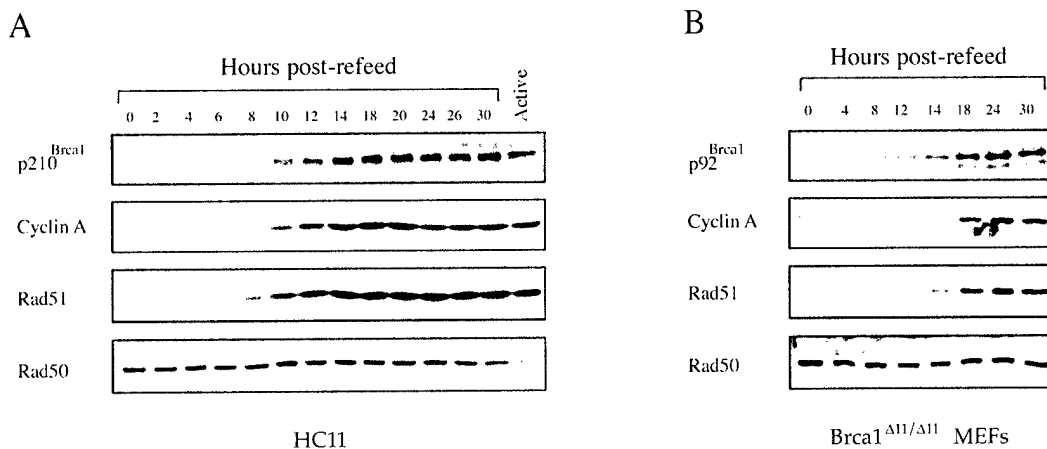 A
Hours post-refeed
0 2 4 6 8 10 12 14 18 20 24 26 30 Active
p210Brca1
Cyclin A
Rad51
Rad50
HC11
B
Hours post-refeed
0 4 8 12 14 18 24 30
p92Brca1
Cyclin A
Rad51
Rad50
Brca1Δ11/Δ11 MEFs